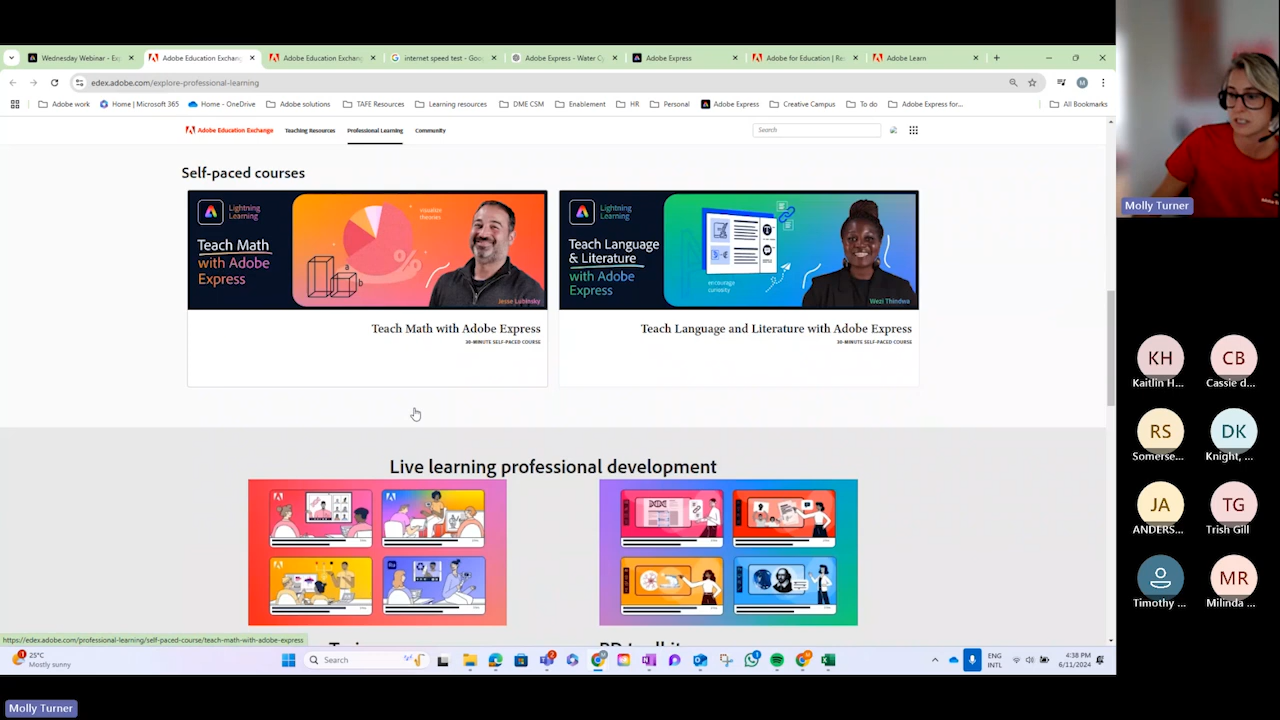 Wednesday Webinar - Exp
Adobe Education Exchan
Adobe Education Exchan
internet speed test - Goo
Adobe Express - Water Cy
Adobe Express
Adobe for Education | Re
Adobe Learn
edex.adobe.com/explore-professional-learning
Adobe work
Home | Microsoft 365
Home - OneDrive
Adobe solutions
TAFE Resources
Learning resources
DME CSM
Enablement
HR
Personal
Adobe Express
Creative Campus
To do
Adobe Express for...
All Bookmarks
Adobe Education Exchange
Teaching Resources
Professional Learning
Community
Search
Self-paced courses
Lightning
Learning
Teach Math
with Adobe
Express
visualize
theories
a
b
Jesse Lubinsky
Lightning
Learning
Teach Language
& Literature
with Adobe
Express
encourage
curiosity
Wezi Thindwa
Teach Math with Adobe Express
30-MINUTE SELF-PACED COURSE
Teach Language and Literature with Adobe Express
30-MINUTE SELF-PACED COURSE
Live learning professional development
https://edex.adobe.com/professional-learning/self-paced-course/teach-math-with-adobe-express
25°C
Mostly sunny
Search
ENG
INTL
4:38 PM
6/11/2024
Molly Turner
KH
Kaitlin H...
CB
Cassie d...
RS
Somerse...
DK
Knight, ...
JA
ANDERS...
TG
Trish Gill
Timothy ...
MR
Milinda ...
Molly Turner